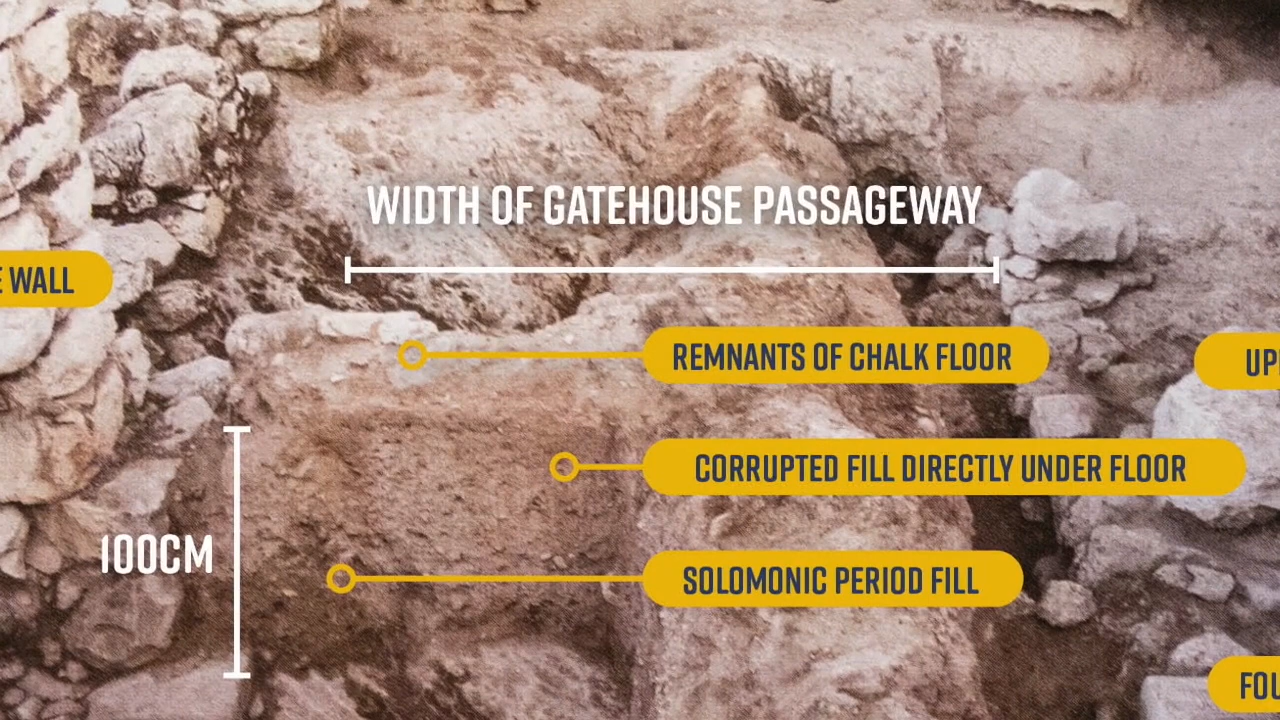 WIDTH OF GATEHOUSE PASSAGEWAY
WALL
REMNANTS OF CHALK FLOOR
CORRUPTED FILL DIRECTLY UNDER FLOOR
100CM
SOLOMONIC PERIOD FILL